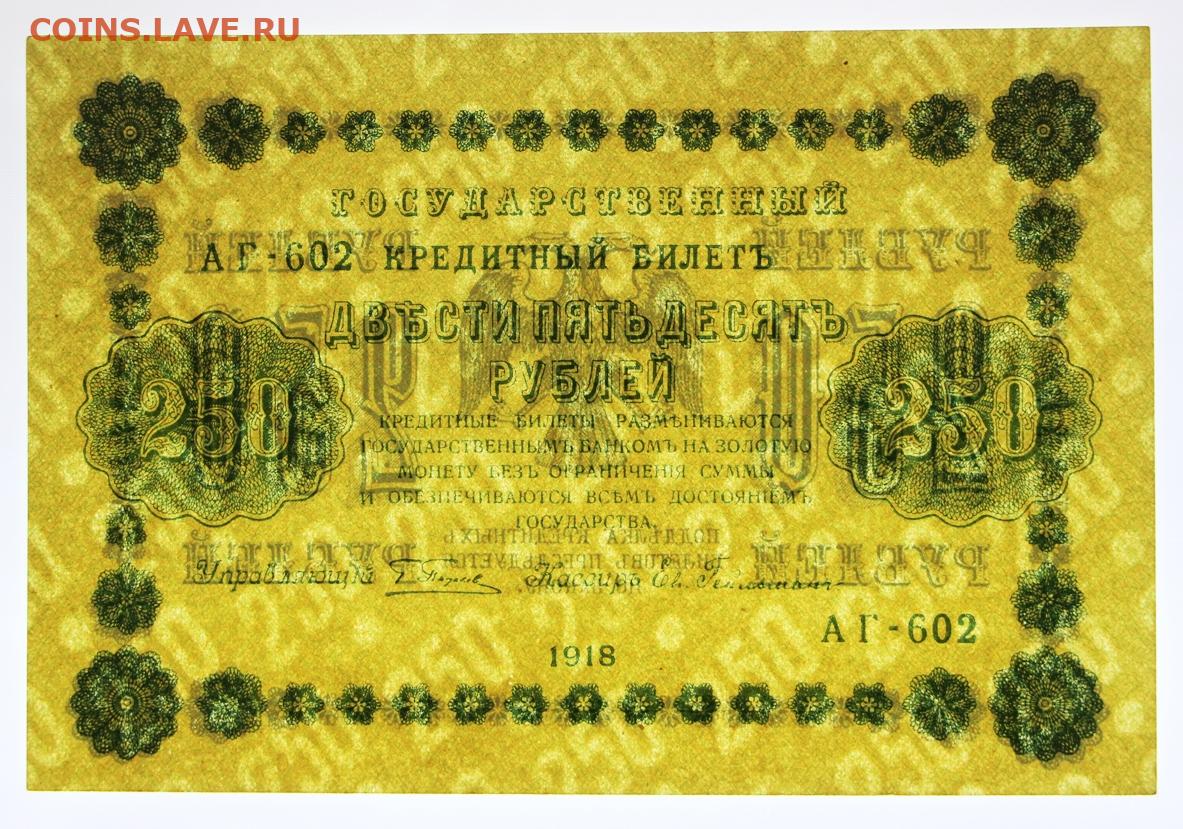 COINS.LAVE.RU
ГОСУДАРСТВЕННЫЙ
АГ-602 КРЕДИТНЫЙ БИЛЕТЪ
ДВѢСТИ ПЯТЬДЕСЯТЪ
РУБЛЕЙ
250 250
КРЕДИТНЫЕ БИЛЕТЫ РАЗМѢНИВАЮТСЯ
ГОСУДАРСТВЕННЫМЪ БАНКОМЪ НА ЗОЛОТУЮ
МОНЕТУ БЕЗЪ ОГРАНИЧЕНІЯ СУММЫ
И ОБЕЗПЕЧИВАЮТСЯ ВСѢМЪ ДОСТОЯНІЕМЪ
ГОСУДАРСТВА.
Управляющій Кассиръ
АГ-602
1918